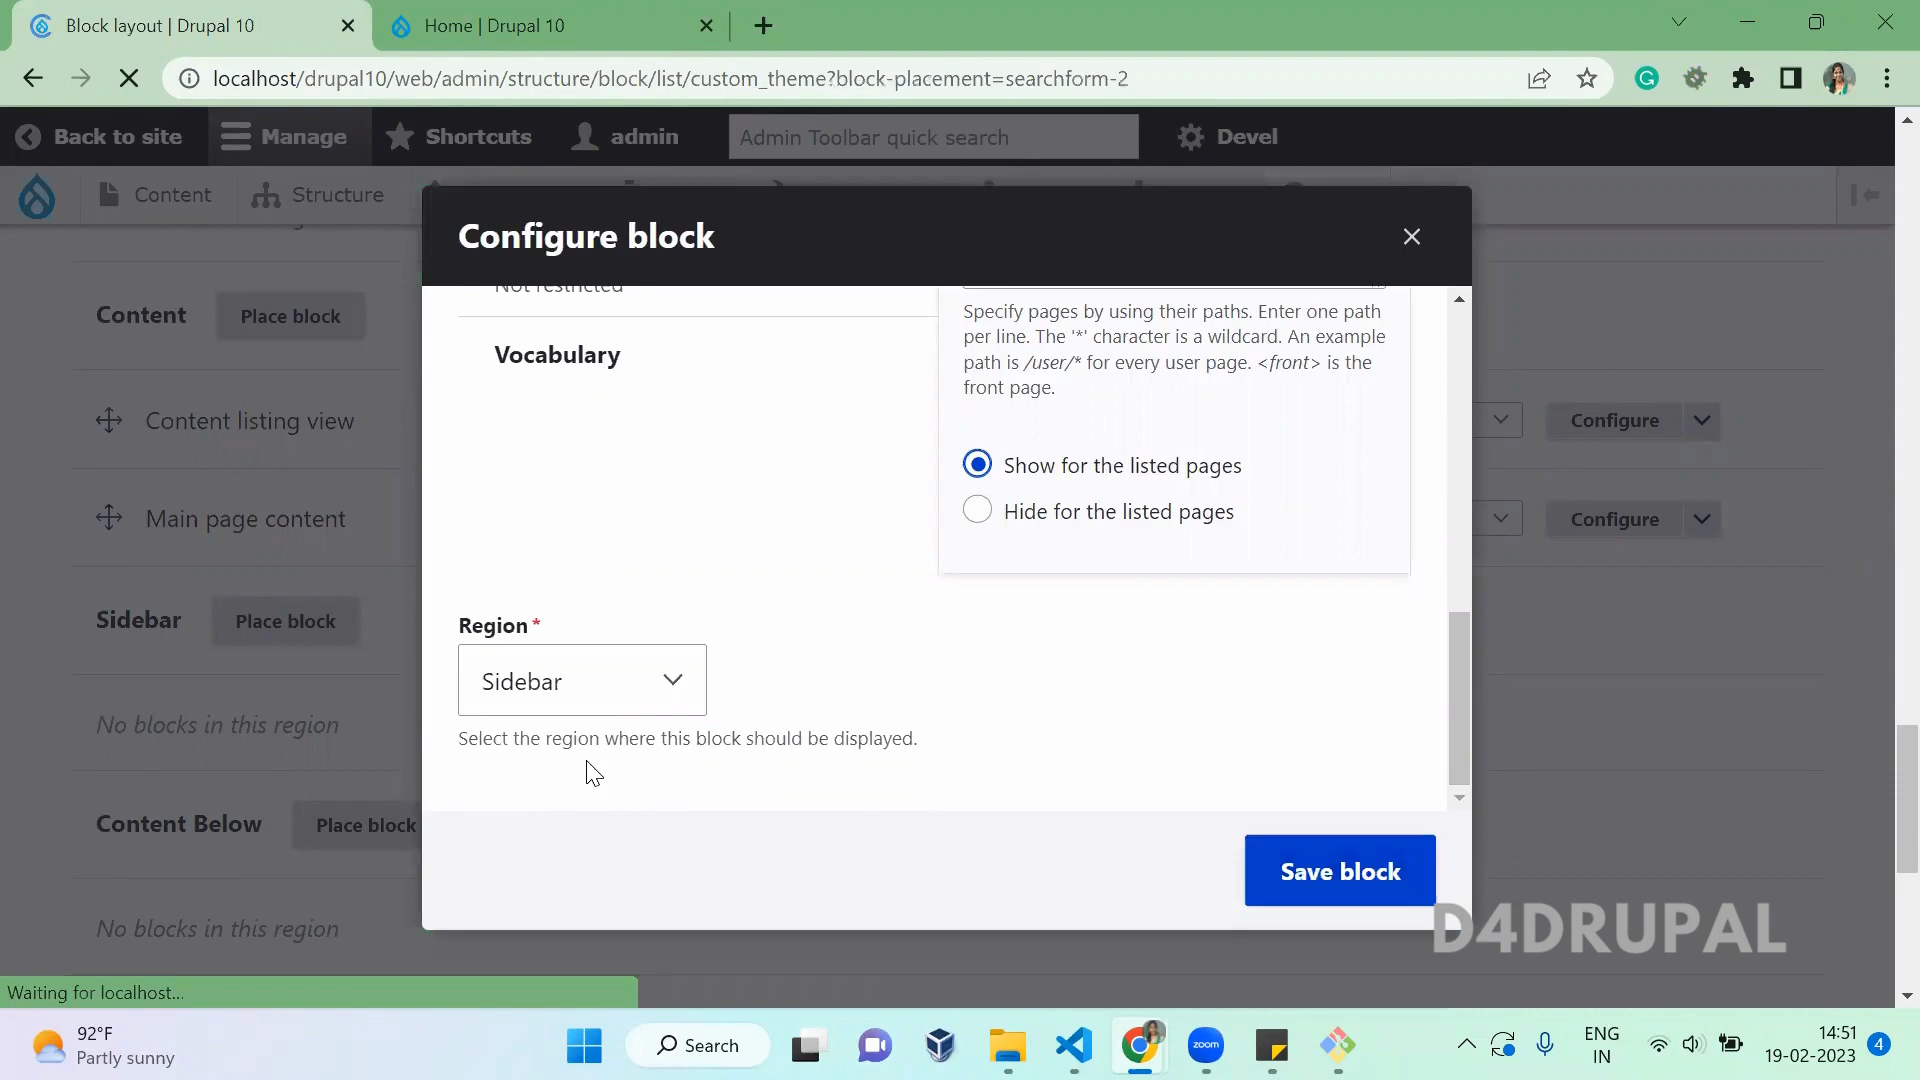 Block layout | Drupal 10
Home | Drupal 10
localhost/drupal10/web/admin/structure/block/list/custom_theme?block-placement=searchform-2
Back to site
Manage
Shortcuts
admin
Admin Toolbar quick search
Devel
Content
Structure
Configure block
Not restricted
Vocabulary
Specify pages by using their paths. Enter one path
per line. The '*' character is a wildcard. An example
path is /user/* for every user page. <front> is the
front page.
Show for the listed pages
Hide for the listed pages
Region *
Sidebar
Select the region where this block should be displayed.
Save block
Content
Place block
Content listing view
Configure
Main page content
Configure
Sidebar
Place block
No blocks in this region
Content Below
Place block
No blocks in this region
D4DRUPAL
Waiting for localhost...
92°F
Partly sunny
Search
zoom
ENG
IN
14:51
19-02-2023
4